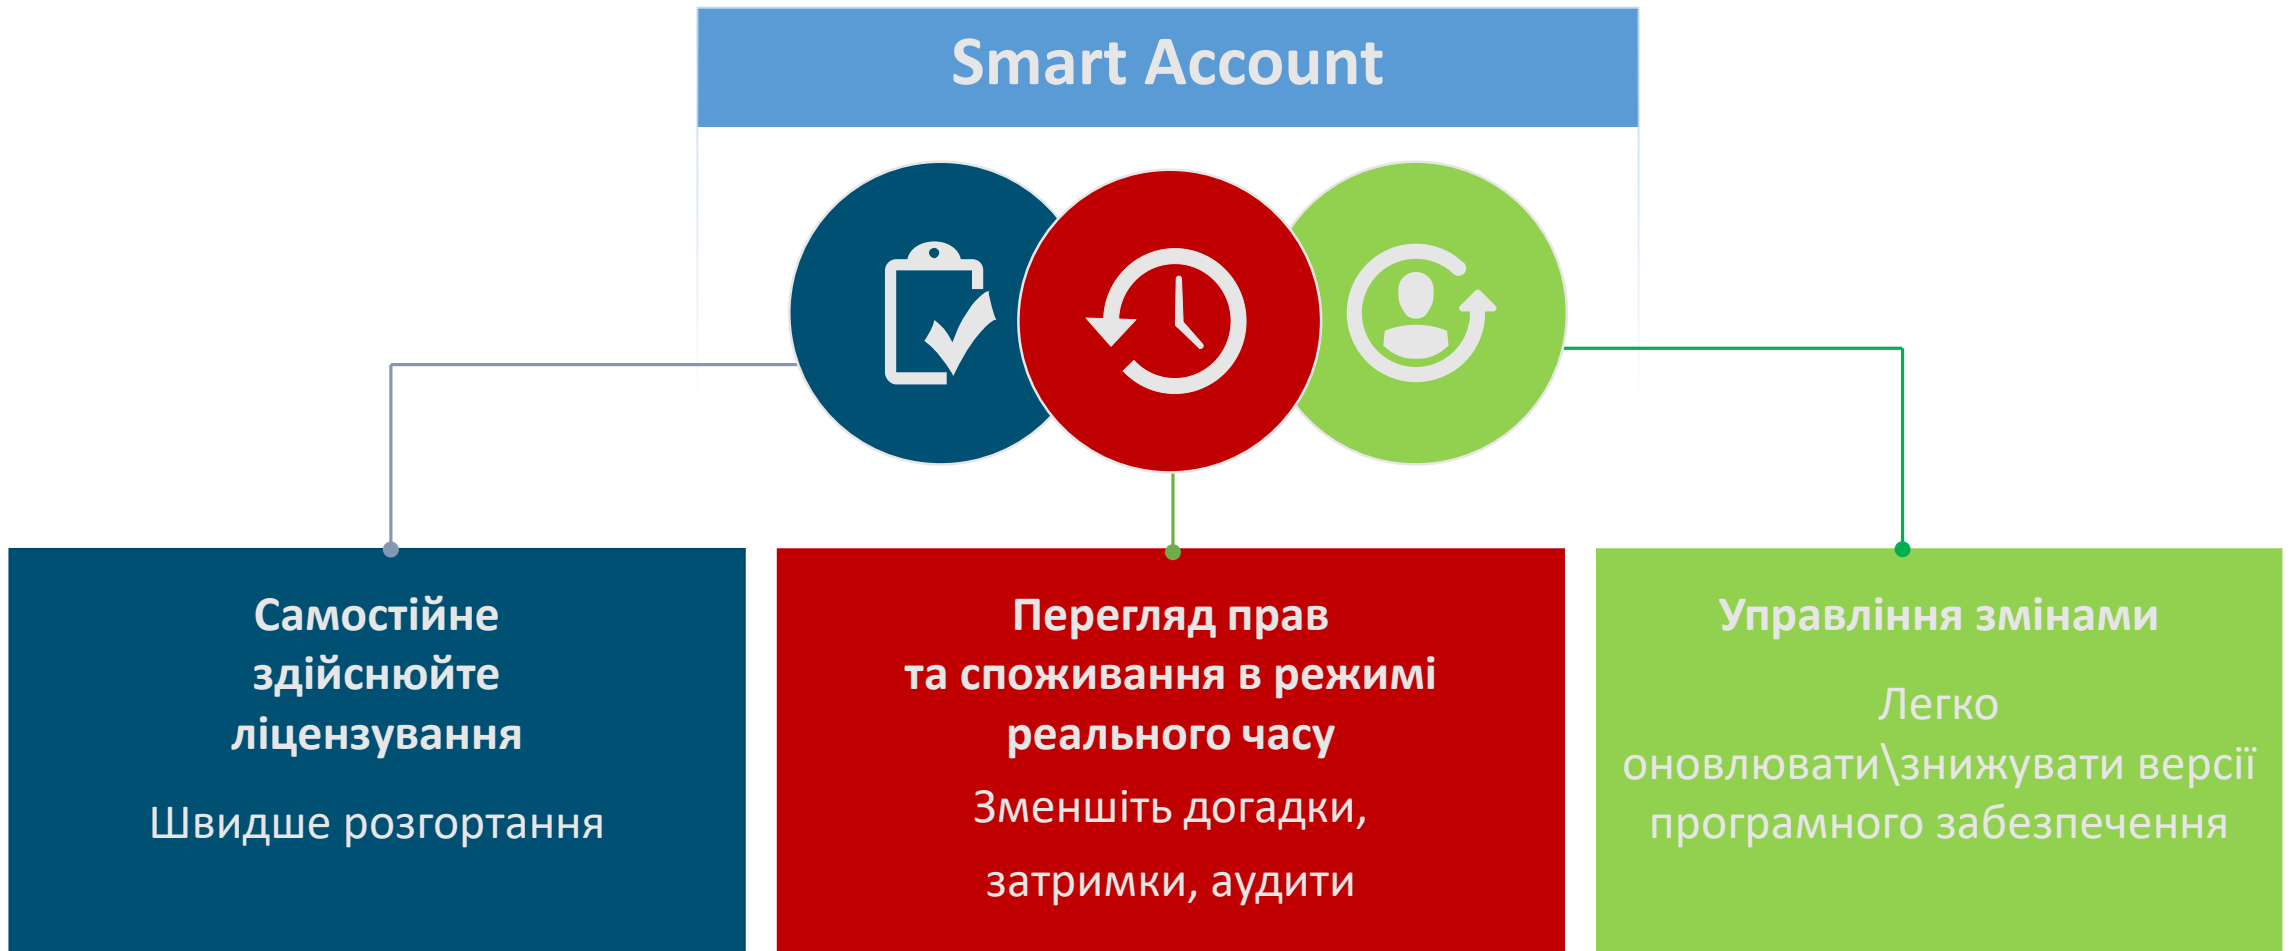 Smart Account
Самостійне
здійснюйте
ліцензування
Швидше розгортання
Перегляд прав
та споживання в режимі
реального часу
Зменшіть догадки,
затримки, аудити
Управління змінами
Легко
оновлювати\знижувати версії
програмного забезпечення